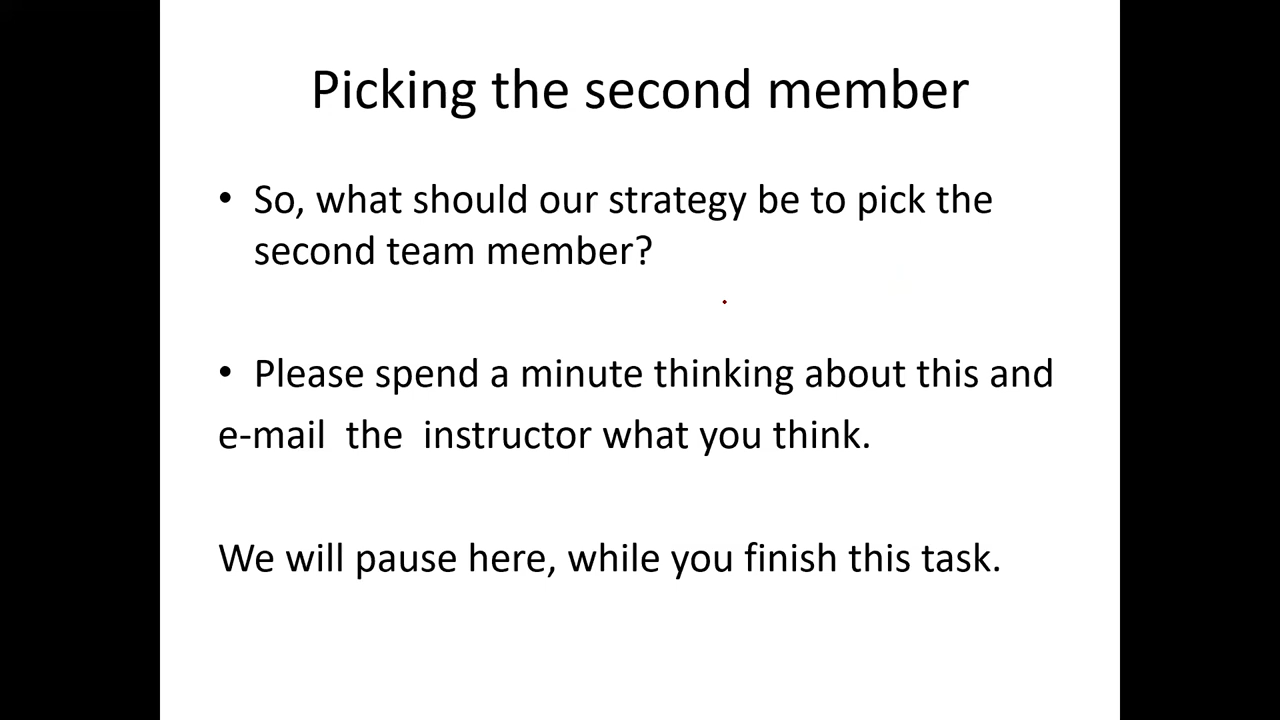 Picking the second member
• So, what should our strategy be to pick the
second team member?
• Please spend a minute thinking about this and
e-mail the instructor what you think.
We will pause here, while you finish this task.